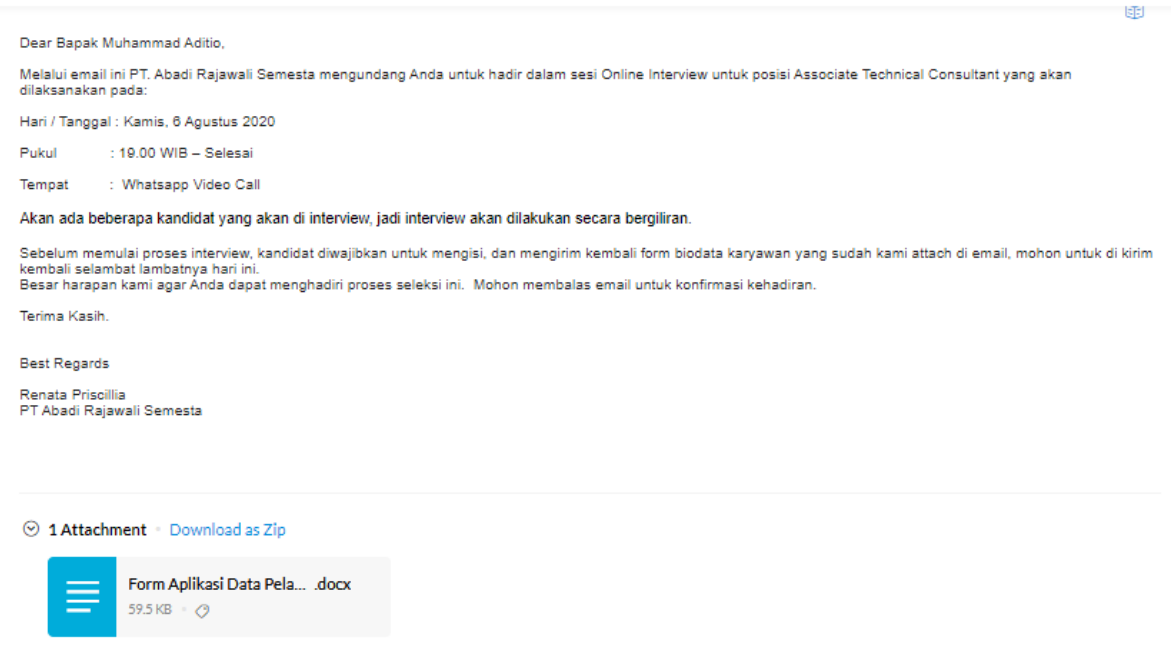 Dear Bapak Muhammad Aditio,
Melalui email ini PT. Abadi Rajawali Semesta mengundang Anda untuk hadir dalam sesi Online Interview untuk posisi Associate Technical Consultant yang akan
dilaksanakan pada:
Hari / Tanggal : Kamis, 6 Agustus 2020
Pukul : 19.00 WIB – Selesai
Tempat : Whatsapp Video Call
Akan ada beberapa kandidat yang akan di interview, jadi interview akan dilakukan secara bergiliran.
Sebelum memulai proses interview, kandidat diwajibkan untuk mengisi, dan mengirim kembali form biodata karyawan yang sudah kami attach di email, mohon untuk di kirim
kembali selambat lambatnya hari ini.
Besar harapan kami agar Anda dapat menghadiri proses seleksi ini. Mohon membalas email untuk konfirmasi kehadiran.
Terima Kasih.
Best Regards
Renata Priscillia
PT Abadi Rajawali Semesta
1 Attachment • Download as Zip
Form Aplikasi Data Pela... .docx
59.5 KB